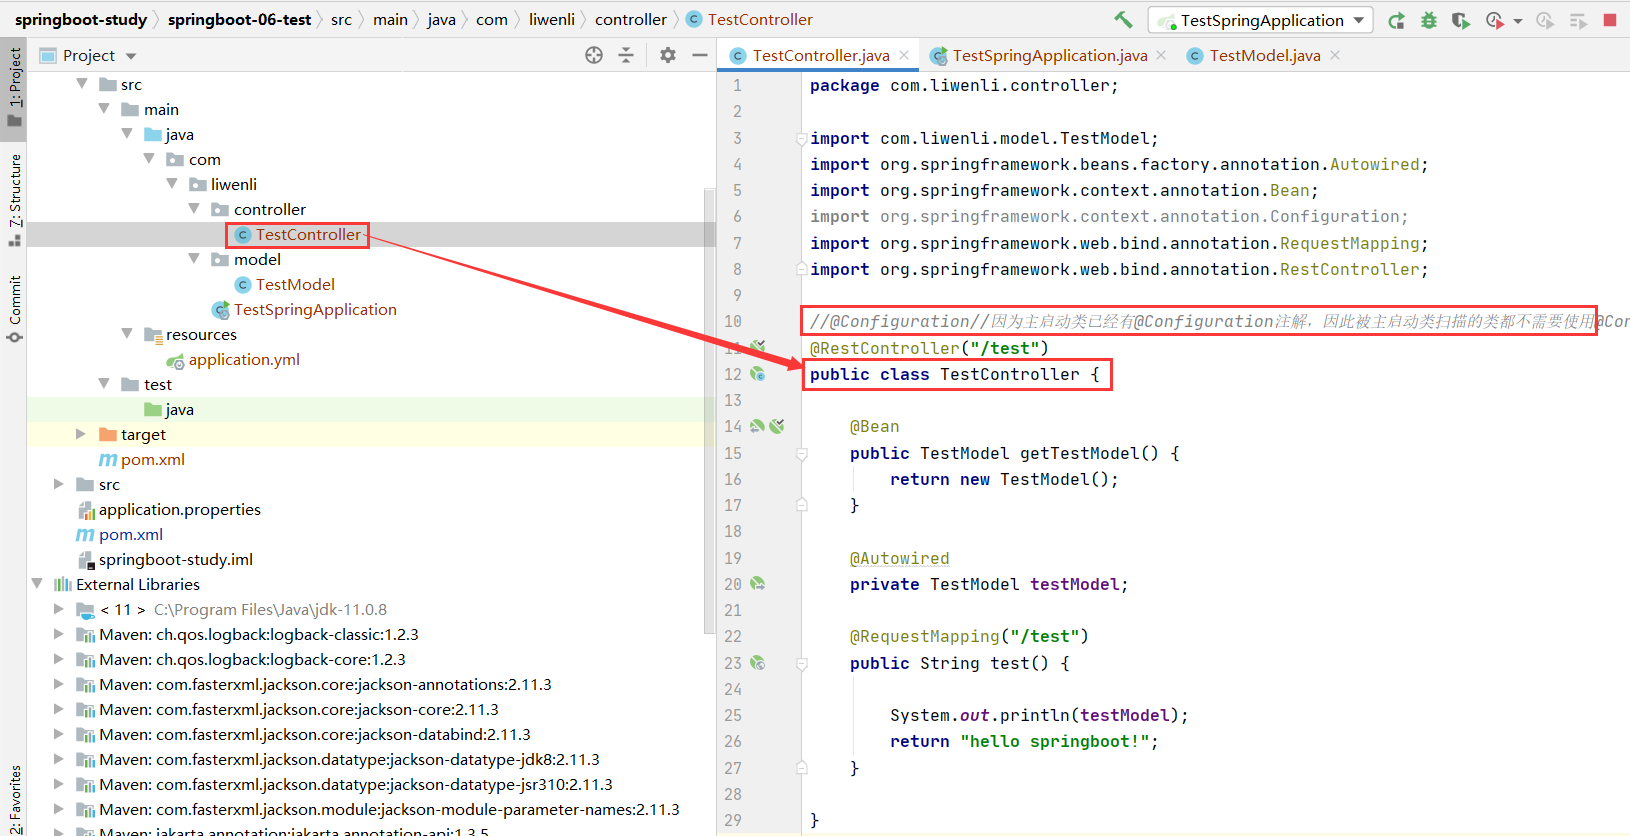 springboot-study springboot-06-test src main java com liwenli controller TestController
TestSpringApplication
1: Project
7: Structure
Commit
2: Favorites
Project
src
main
java
com
liwenli
controller
TestController
model
TestModel
TestSpringApplication
resources
application.yml
test
java
target
pom.xml
src
application.properties
pom.xml
springboot-study.iml
External Libraries
< 11 > C:\Program Files\Java\jdk-11.0.8
Maven: ch.qos.logback:logback-classic:1.2.3
Maven: ch.qos.logback:logback-core:1.2.3
Maven: com.fasterxml.jackson.core:jackson-annotations:2.11.3
Maven: com.fasterxml.jackson.core:jackson-core:2.11.3
Maven: com.fasterxml.jackson.core:jackson-databind:2.11.3
Maven: com.fasterxml.jackson.datatype:jackson-datatype-jdk8:2.11.3
Maven: com.fasterxml.jackson.datatype:jackson-datatype-jsr310:2.11.3
Maven: com.fasterxml.jackson.module:jackson-module-parameter-names:2.11.3
Maven: jakarta.annotation:jakarta.annotation-api:1.3.5
TestController.java TestSpringApplication.java TestModel.java
1 package com.liwenli.controller;
2
3 import com.liwenli.model.TestModel;
4 import org.springframework.beans.factory.annotation.Autowired;
5 import org.springframework.context.annotation.Bean;
6 import org.springframework.context.annotation.Configuration;
7 import org.springframework.web.bind.annotation.RequestMapping;
8 import org.springframework.web.bind.annotation.RestController;
9
10 //@Configuration//因为主启动类已经有@Configuration注解，因此被主启动类扫描的类都不需要使用@Con
11 @RestController("/test")
12 public class TestController {
13
14 @Bean
15 public TestModel getTestModel() {
16 return new TestModel();
17 }
18
19 @Autowired
20 private TestModel testModel;
21
22 @RequestMapping("/test")
23 public String test() {
24
25 System.out.println(testModel);
26 return "hello springboot!";
27 }
28
29 }